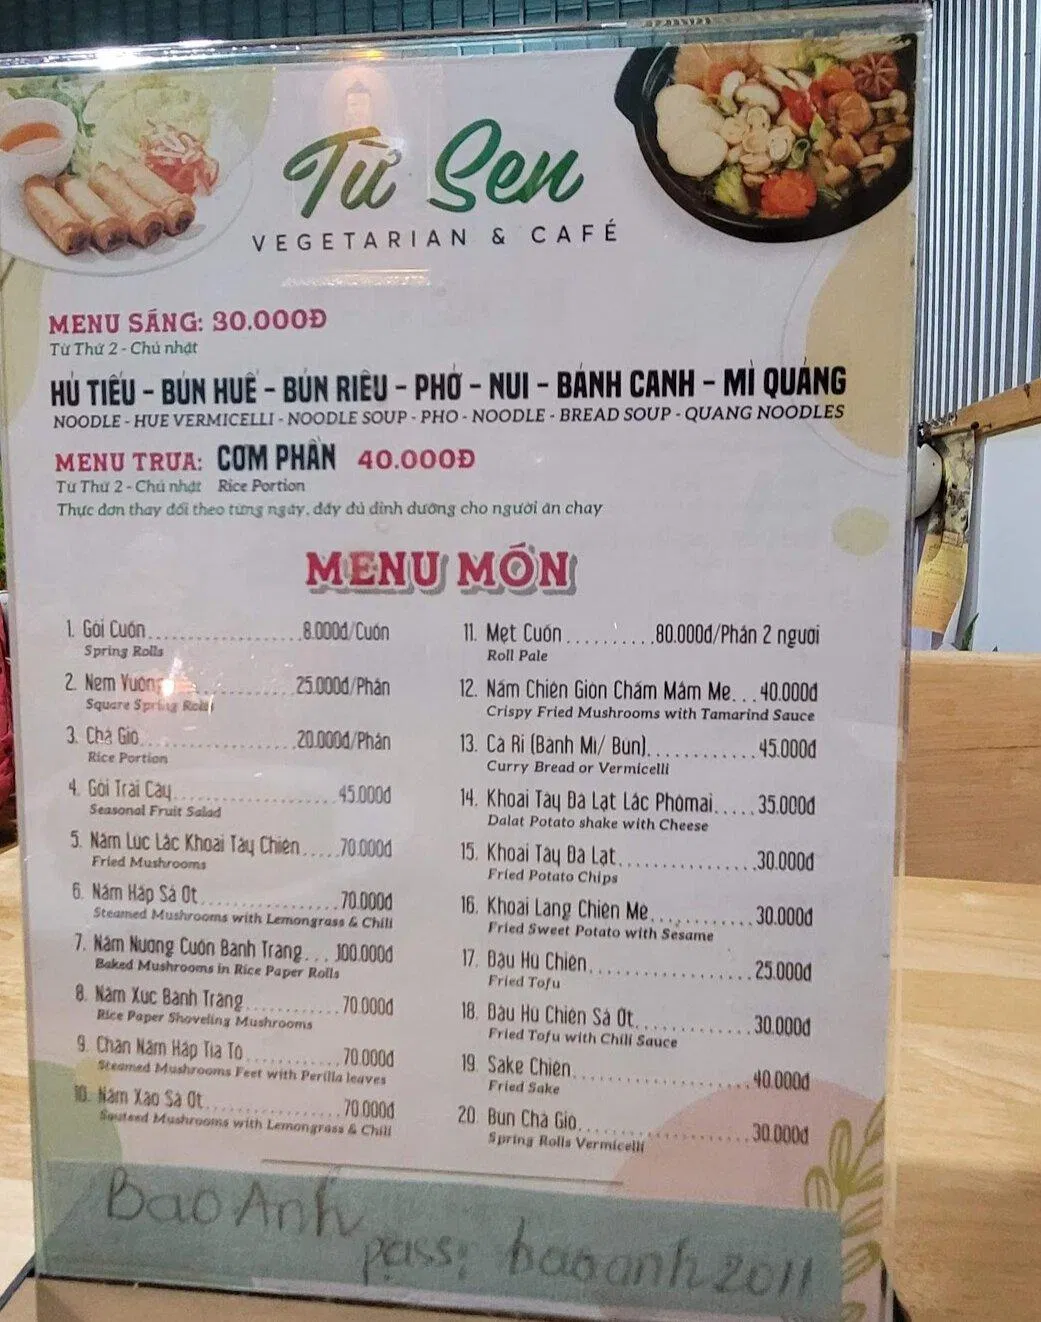 Từ Sen
VEGETARIAN & CAFÉ
MENU SÁNG: 30.000Đ
Từ Thứ 2 - Chủ nhật
HỦ TIẾU - BÚN HUẾ - BÚN RIÊU - PHỞ - NUI - BÁNH CANH - MÌ QUẢNG
NOODLE - HUE VERMICELLI - NOODLE SOUP - PHO - NOODLE - BREAD SOUP - QUANG NOODLES
MENU TRƯA: CƠM PHẦN 40.000Đ
Từ Thứ 2 - Chủ nhật Rice Portion
Thực đơn thay đổi theo từng ngày, đầy đủ dinh dưỡng cho người ăn chay
MENU MÓN
1. Gỏi Cuốn....................8.000đ/Cuốn
Spring Rolls
2. Nem Vuông...............25.000đ/Phần
Square Spring Roll
3. Chả Giò...................20.000đ/Phần
Rice Portion
4. Gỏi Trái Cây....................45.000đ
Seasonal Fruit Salad
5. Nấm Lúc Lắc Khoai Tây Chiên.....70.000đ
Fried Mushrooms
6. Nấm Hấp Sả Ớt..................70.000đ
Steamed Mushrooms with Lemongrass & Chili
7. Nấm Nướng Cuốn Bánh Tráng... 100.000đ
Baked Mushrooms in Rice Paper Rolls
8. Nấm Xúc Bánh Tráng............70.000đ
Rice Paper Shoveling Mushrooms
9. Chân Nấm Hấp Tía Tô............70.000đ
Steamed Mushrooms Feet with Perilla leaves
10. Nấm Xào Sả Ớt.................70.000đ
Sauteed Mushrooms with Lemongrass & Chili
11. Mẹt Cuốn..........80.000đ/Phần 2 người
Roll Pale
12. Nấm Chiên Giòn Chấm Mắm Me...40.000đ
Crispy Fried Mushrooms with Tamarind Sauce
13. Cà Ri (Bánh Mì/ Bún)...........45.000đ
Curry Bread or Vermicelli
14. Khoai Tây Đà Lạt Lắc Phômai.....35.000đ
Dalat Potato shake with Cheese
15. Khoai Tây Đà Lạt.................30.000đ
Fried Potato Chips
16. Khoai Lang Chiên Mè............30.000đ
Fried Sweet Potato with Sesame
17. Đậu Hũ Chiên....................25.000đ
Fried Tofu
18. Đậu Hũ Chiên Sả Ớt..............30.000đ
Fried Tofu with Chili Sauce
19. Sake Chiên......................40.000đ
Fried Sake
20. Bún Chả Giò.....................30.000đ
Spring Rolls Vermicelli
Bao Anh
pass: baoanh2011